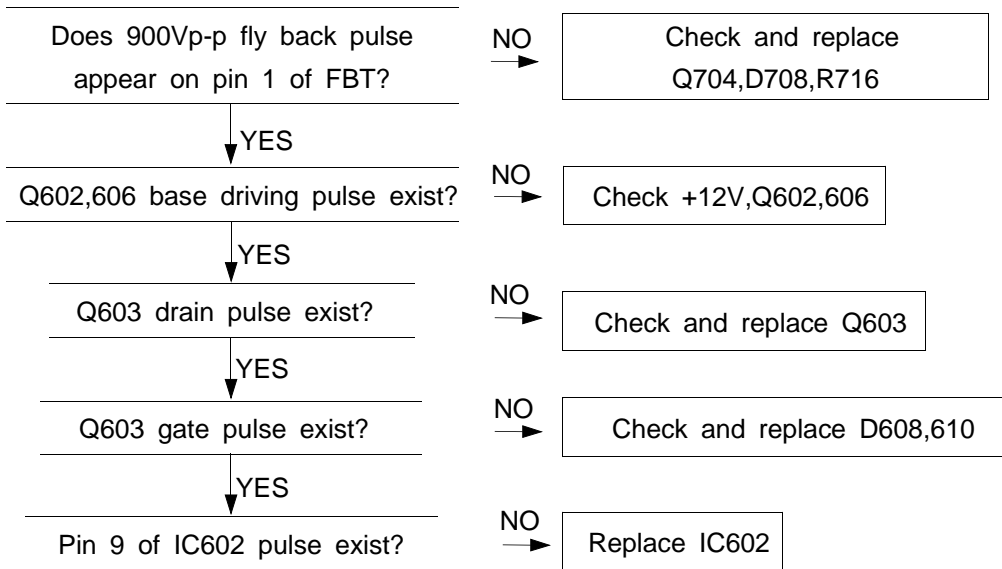 Does 900Vp-p fly back pulse
appear on pin 1 of FBT?
NO
Check and replace
Q704,D708,R716
YES
Q602,606 base driving pulse exist?
NO
Check +12V,Q602,606
YES
Q603 drain pulse exist?
NO
Check and replace Q603
YES
Q603 gate pulse exist?
NO
Check and replace D608,610
YES
Pin 9 of IC602 pulse exist?
NO
Replace IC602